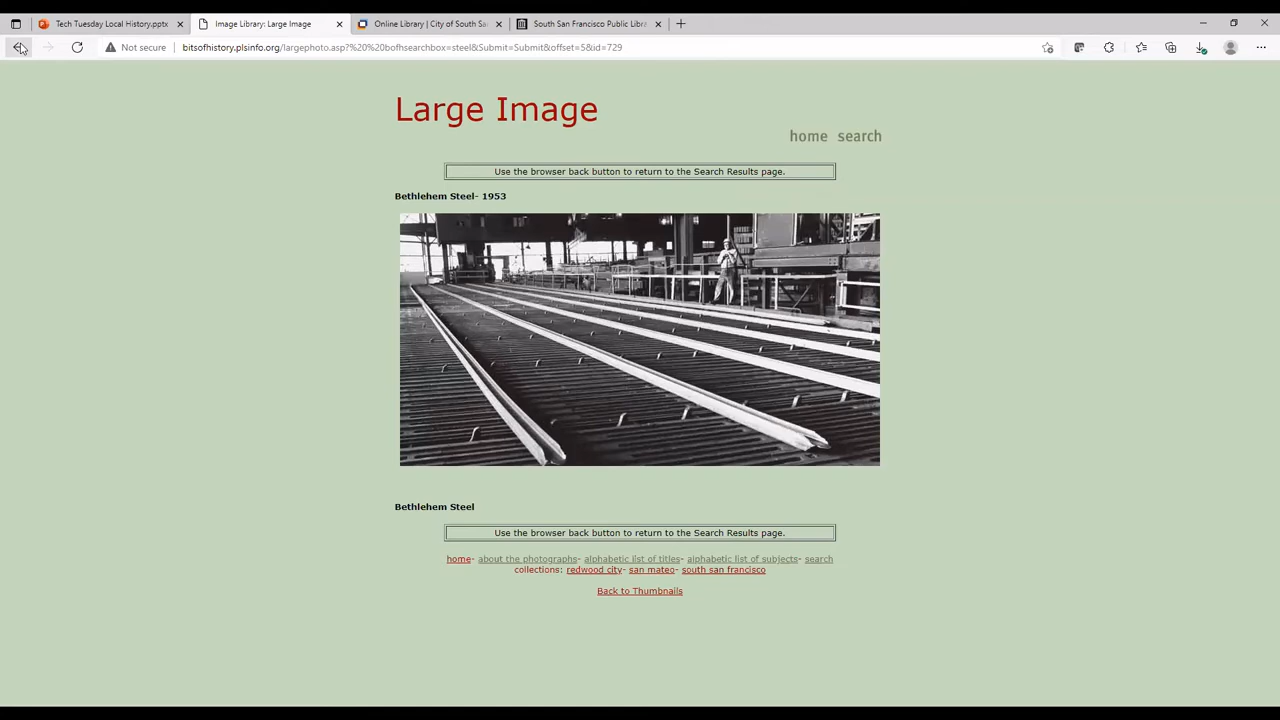 Tech Tuesday Local History.pptx
Image Library: Large Image
Online Library | City of South Sa
South San Francisco Public Libra
Not secure
bitsofhistory.plsinfo.org/largephoto.asp?%20%20bofhsearchbox=steel&Submit=Submit&offset=5&id=729
Large Image
home search
Use the browser back button to return to the Search Results page.
Bethlehem Steel- 1953
Bethlehem Steel
Use the browser back button to return to the Search Results page.
home- about the photographs- alphabetic list of titles- alphabetic list of subjects- search
collections: redwood city- san mateo- south san francisco
Back to Thumbnails